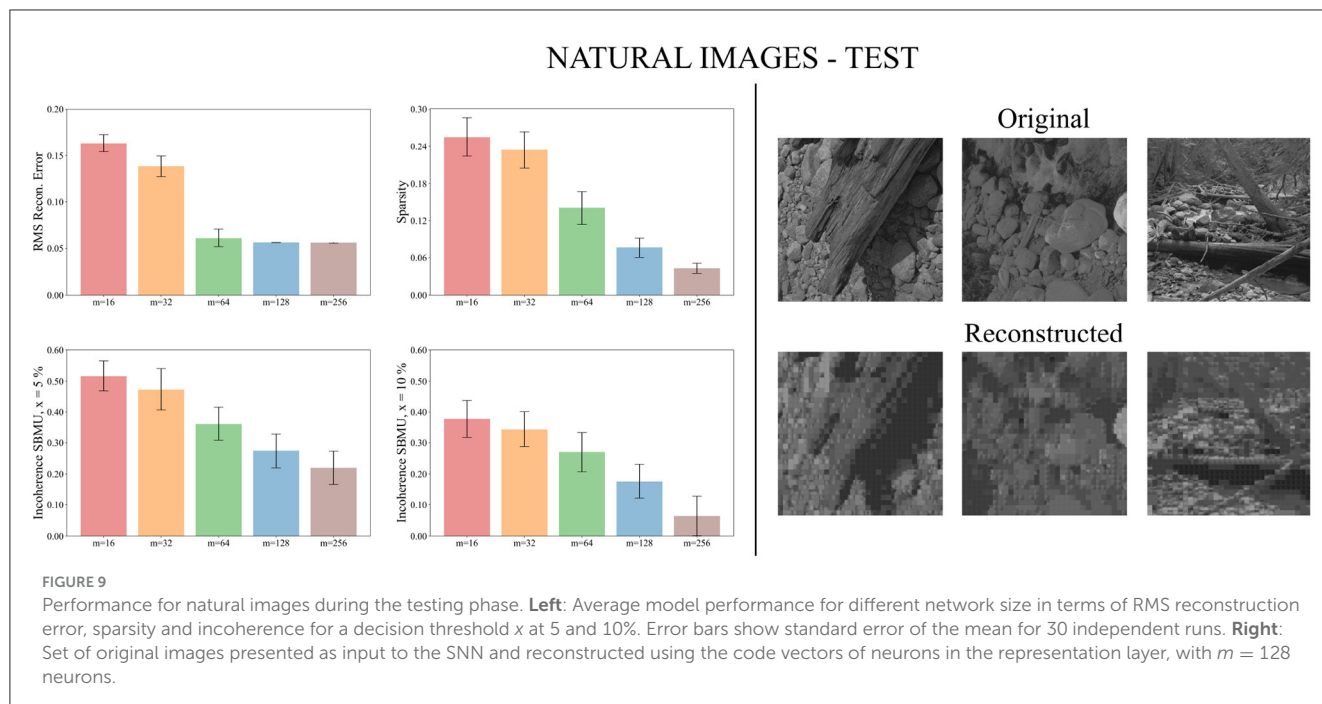 NATURAL IMAGES - TEST
RMS Recon. Error
0.20
0.15
0.10
0.05
0.00
m=16 m=32 m=64 m=128 m=256
Sparsity
0.30
0.24
0.18
0.12
0.06
0.00
m=16 m=32 m=64 m=128 m=256
Incoherence SBMU, x = 5 %
0.60
0.50
0.40
0.30
0.20
0.10
0.00
m=16 m=32 m=64 m=128 m=256
Incoherence SBMU, x = 10 %
0.60
0.50
0.40
0.30
0.20
0.10
0.00
m=16 m=32 m=64 m=128 m=256
Original
Reconstructed
FIGURE 9
Performance for natural images during the testing phase. Left: Average model performance for different network size in terms of RMS reconstruction
error, sparsity and incoherence for a decision threshold x at 5 and 10%. Error bars show standard error of the mean for 30 independent runs. Right:
Set of original images presented as input to the SNN and reconstructed using the code vectors of neurons in the representation layer, with m = 128
neurons.